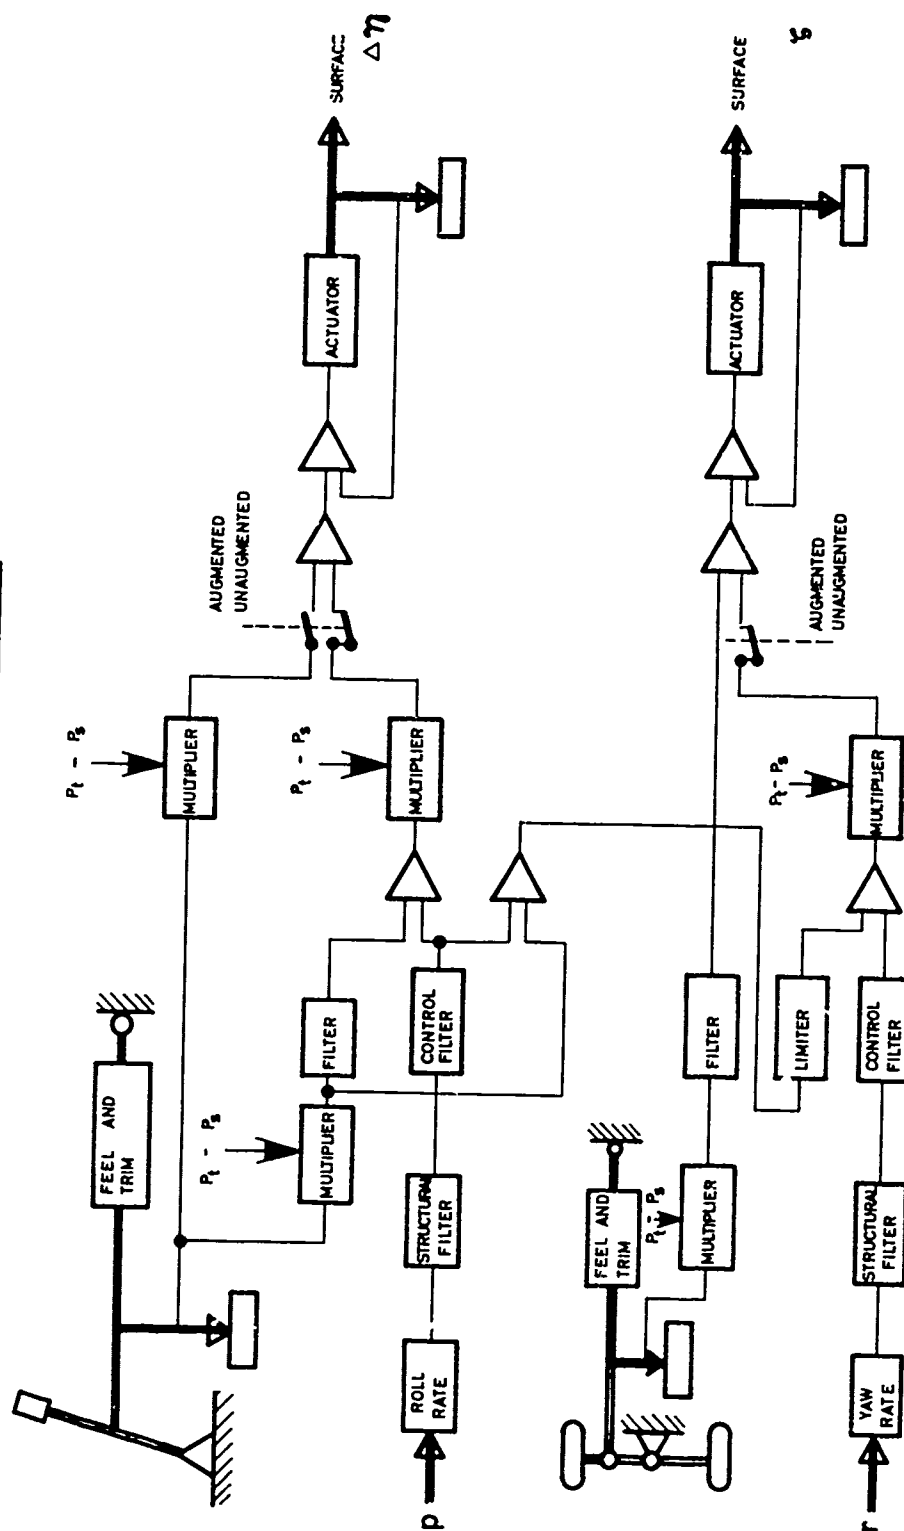 FEEL AND
TRIM
Pt - Ps
MULTIPLIER
AUGMENTED
UNAUGMENTED
Pt - Ps
MULTIPLIER
FILTER
Pt - Ps
MULTIPLIER
ACTUATOR
SURFACE
Δη
p
ROLL
RATE
STRUCTURAL
FILTER
CONTROL
FILTER
FEEL AND
TRIM
Pt - Ps
MULTIPLIER
FILTER
ACTUATOR
SURFACE
ζ
AUGMENTED
UNAUGMENTED
LIMITER
Pt - Ps
MULTIPLIER
r
YAW
RATE
STRUCTURAL
FILTER
CONTROL
FILTER